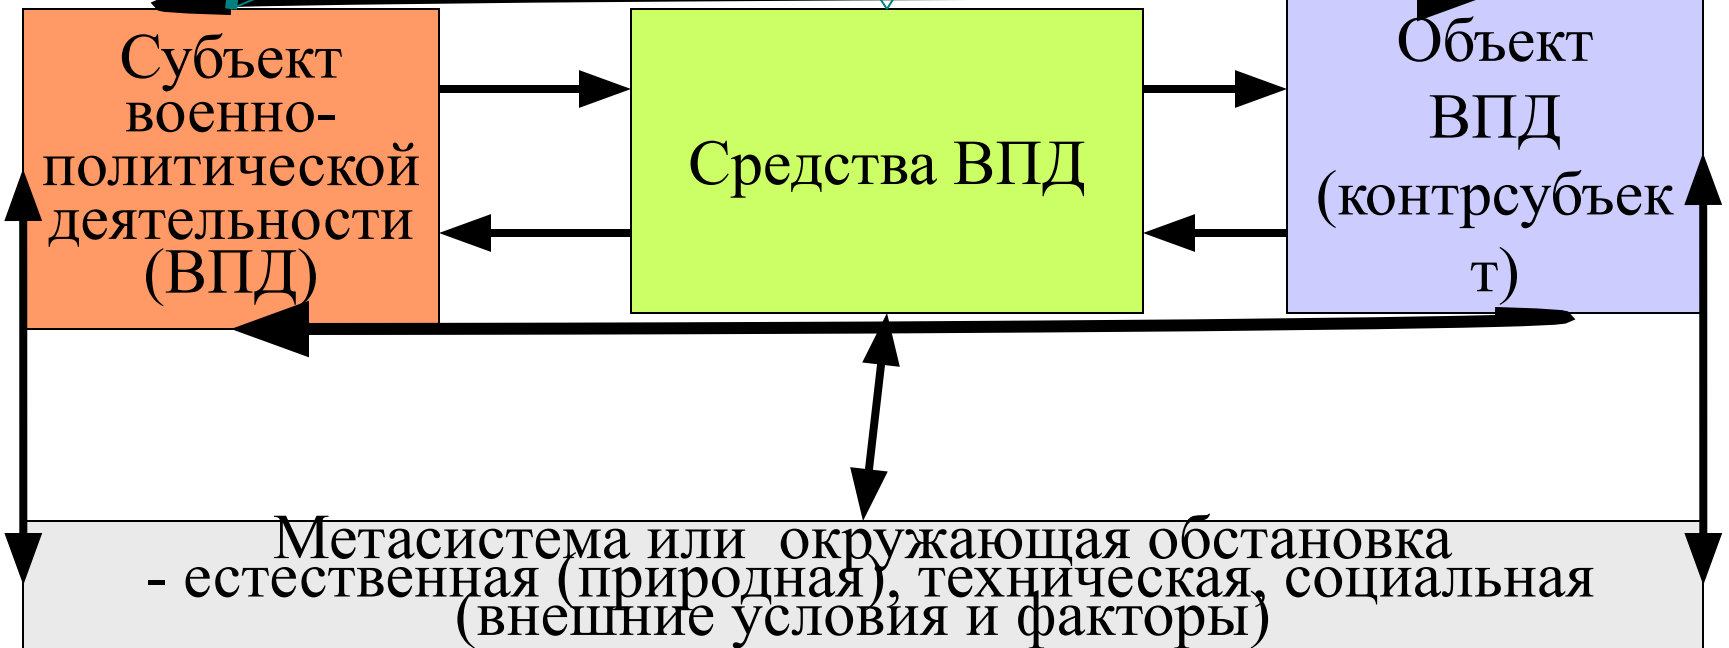 Субъект
военно-
политической
деятельности
(ВПД)
Средства ВПД
Объект
ВПД
(контрсубъек
т)
Метасистема или  окружающая обстановка
- естественная (природная), техническая, социальная
(внешние условия и факторы)